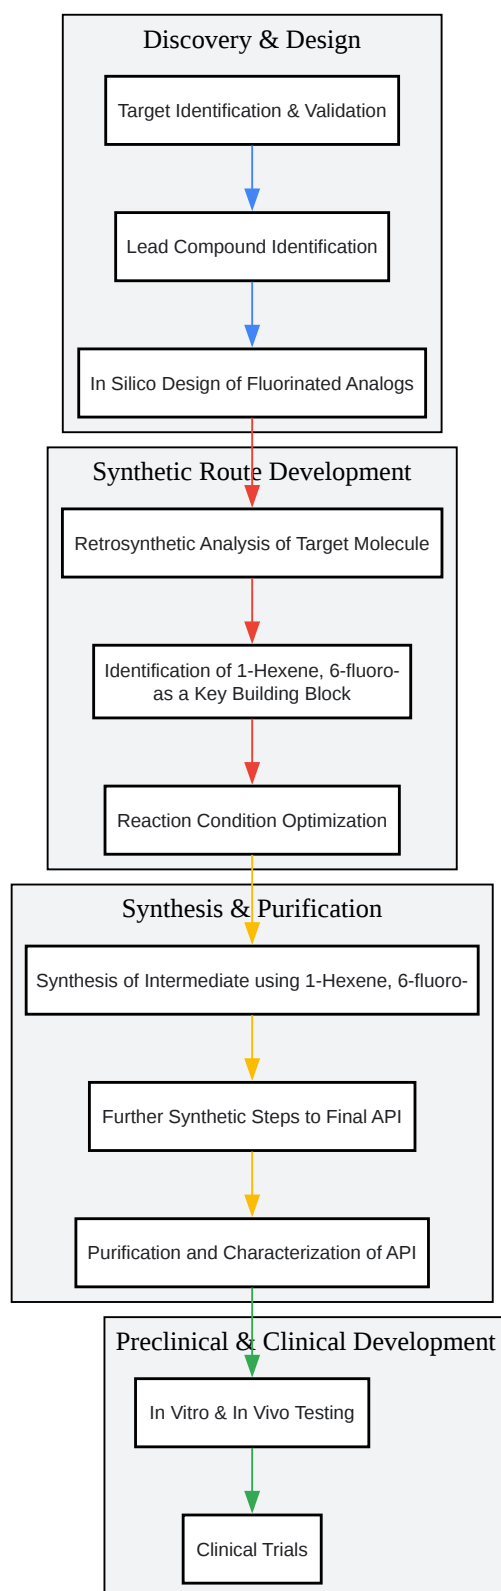 Discovery & Design
Target Identification & Validation
Lead Compound Identification
In Silico Design of Fluorinated Analogs
Synthetic Route Development
Retrosynthetic Analysis of Target Molecule
Identification of 1-Hexene, 6-fluoro-
as a Key Building Block
Reaction Condition Optimization
Synthesis & Purification
Synthesis of Intermediate using 1-Hexene, 6-fluoro-
Further Synthetic Steps to Final API
Purification and Characterization of API
Preclinical & Clinical Development
In Vitro & In Vivo Testing
Clinical Trials